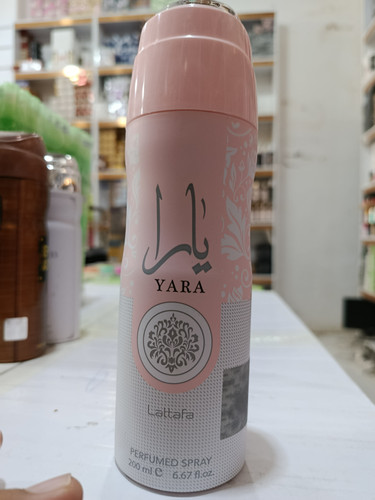 يارا
YARA
Lattafa
PERFUMED SPRAY
200 ml ℮ 6.67 fl.oz.